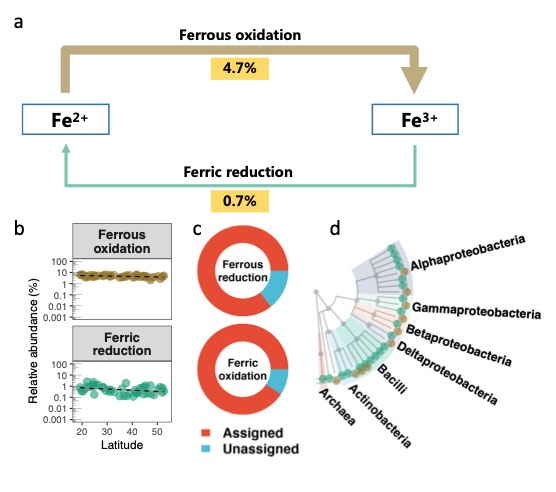 a
Ferrous oxidation
4.7%
Fe2+
Fe3+
Ferric reduction
0.7%
b
Ferrous
oxidation
100
10
1
0.1
0.01
0.001
Ferric
reduction
100
10
1
0.1
0.01
0.001
Relative abundance (%)
20 30 40 50
Latitude
c
Ferrous
reduction
Ferric
oxidation
Assigned
Unassigned
d
Alphaproteobacteria
Gammaproteobacteria
Betaproteobacteria
Deltaproteobacteria
Bacilli
Actinobacteria
Archaea